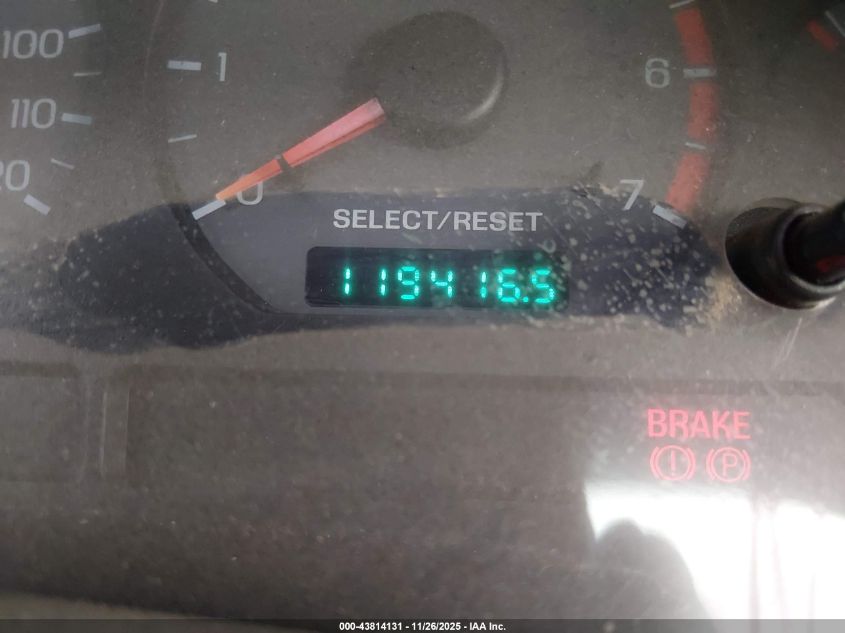 100
110
20
1
0
6
7
SELECT/RESET
119416.5
BRAKE
(!) (P)
000-43814131 - 11/26/2025 - IAA Inc.